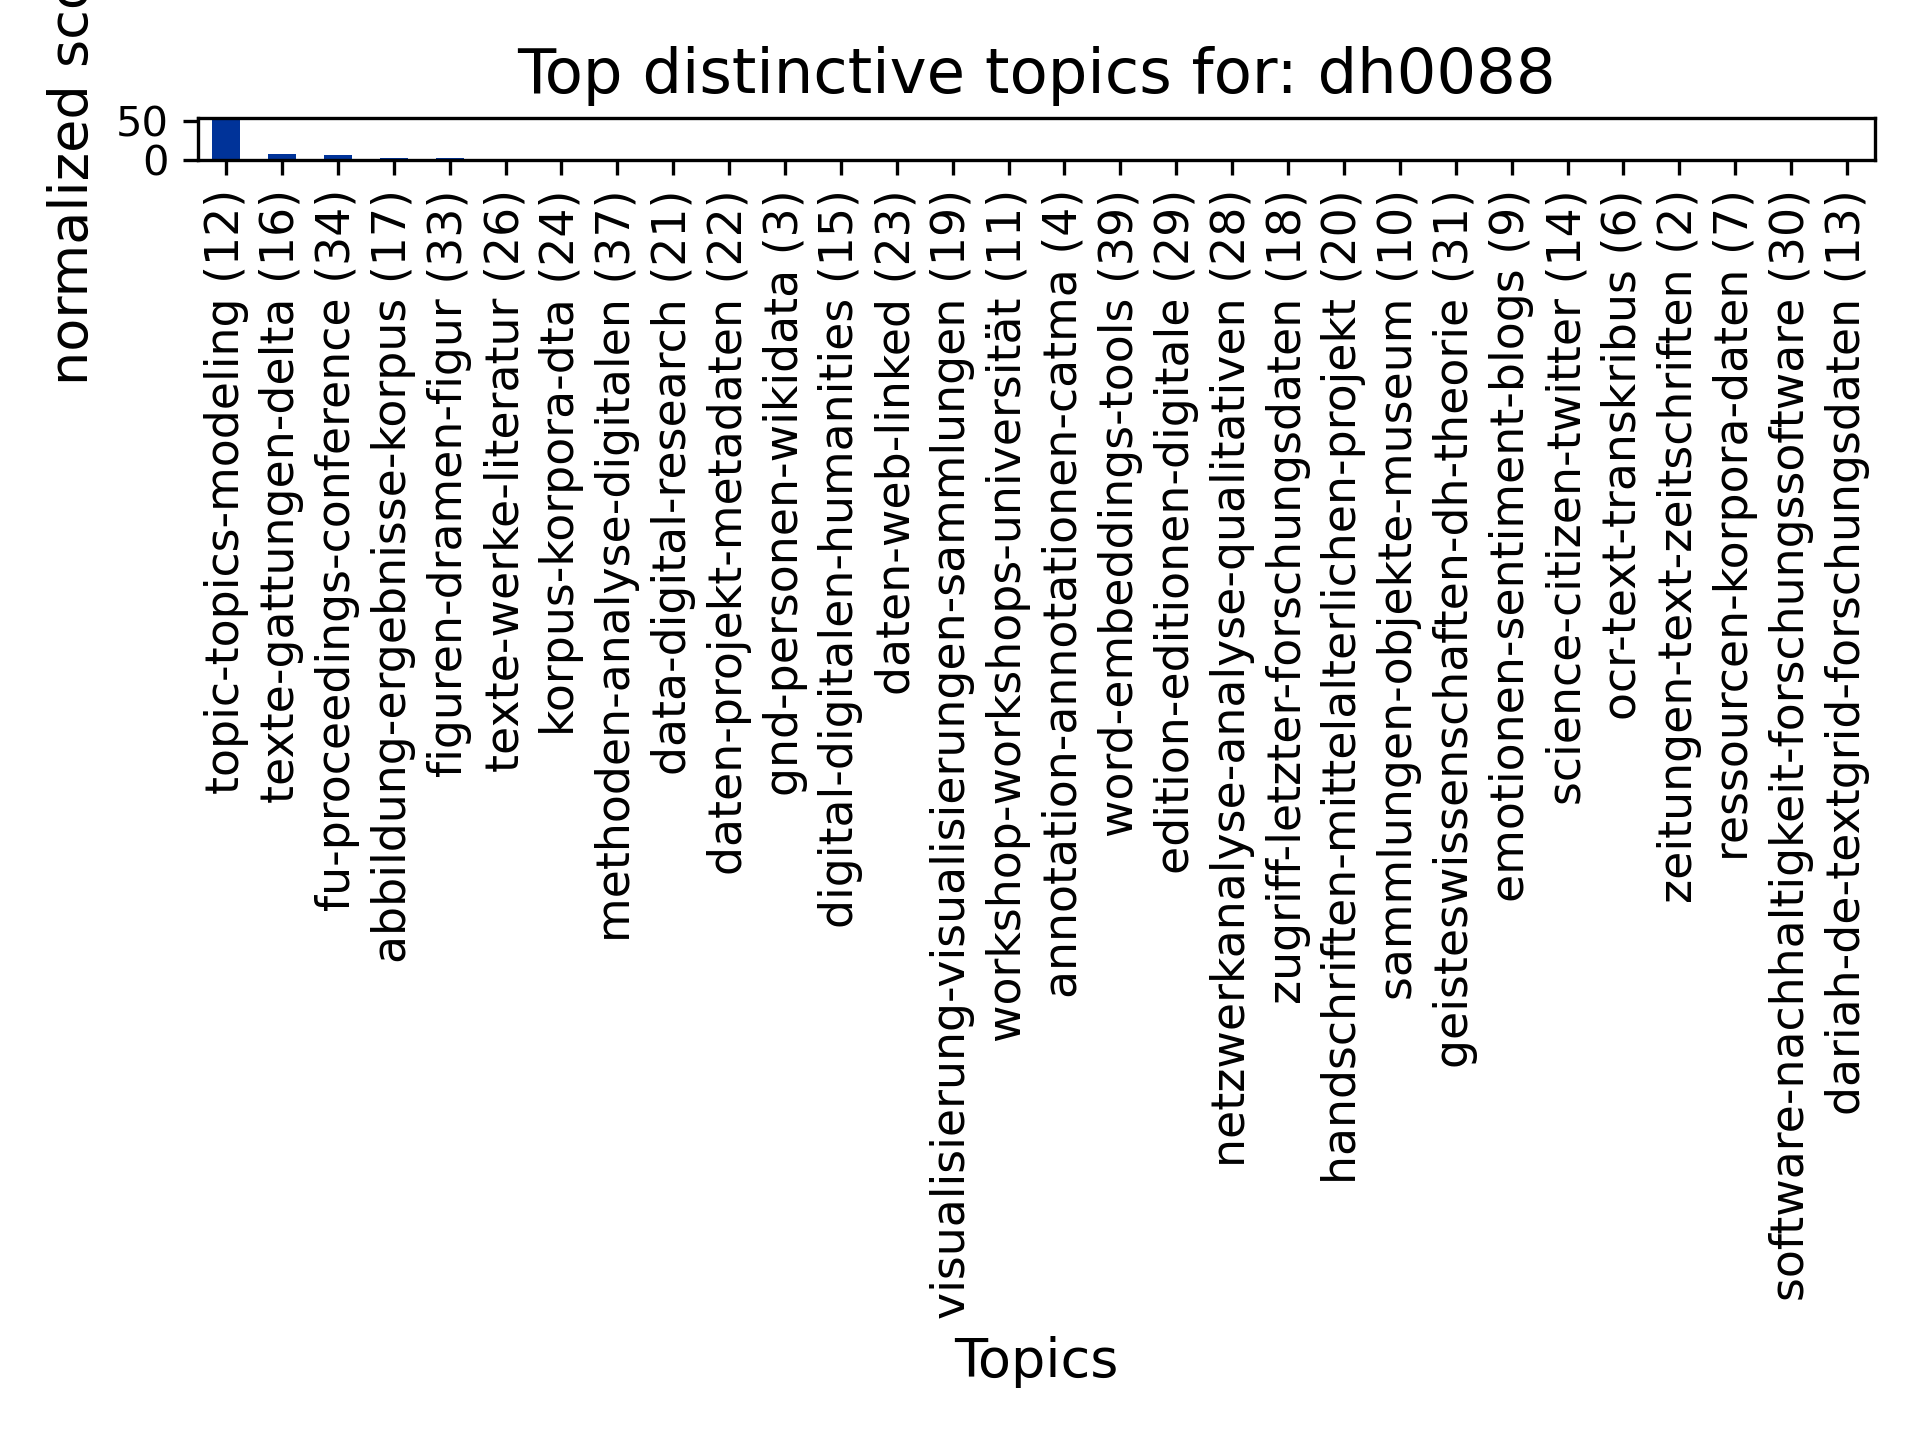 Top distinctive topics for: dh0088
normalized sco
50
0
topic-topics-modeling (12)
texte-gattungen-delta (16)
fu-proceedings-conference (34)
abbildung-ergebnisse-korpus (17)
figuren-dramen-figur (33)
texte-werke-literatur (26)
korpus-korpora-dta (24)
methoden-analyse-digitalen (37)
data-digital-research (21)
daten-projekt-metadaten (22)
gnd-personen-wikidata (3)
digital-digitalen-humanities (15)
daten-web-linked (23)
visualisierung-visualisierungen-sammlungen (19)
workshop-workshops-universität (11)
annotation-annotationen-catma (4)
word-embeddings-tools (39)
edition-editionen-digitale (29)
netzwerkanalyse-analyse-qualitativen (28)
zugriff-letzter-forschungsdaten (18)
handschriften-mittelalterlichen-projekt (20)
sammlungen-objekte-museum (10)
geisteswissenschaften-dh-theorie (31)
emotionen-sentiment-blogs (9)
science-citizen-twitter (14)
ocr-text-transkribus (6)
zeitungen-text-zeitschriften (2)
ressourcen-korpora-daten (7)
software-nachhaltigkeit-forschungssoftware (30)
dariah-de-textgrid-forschungsdaten (13)
Topics